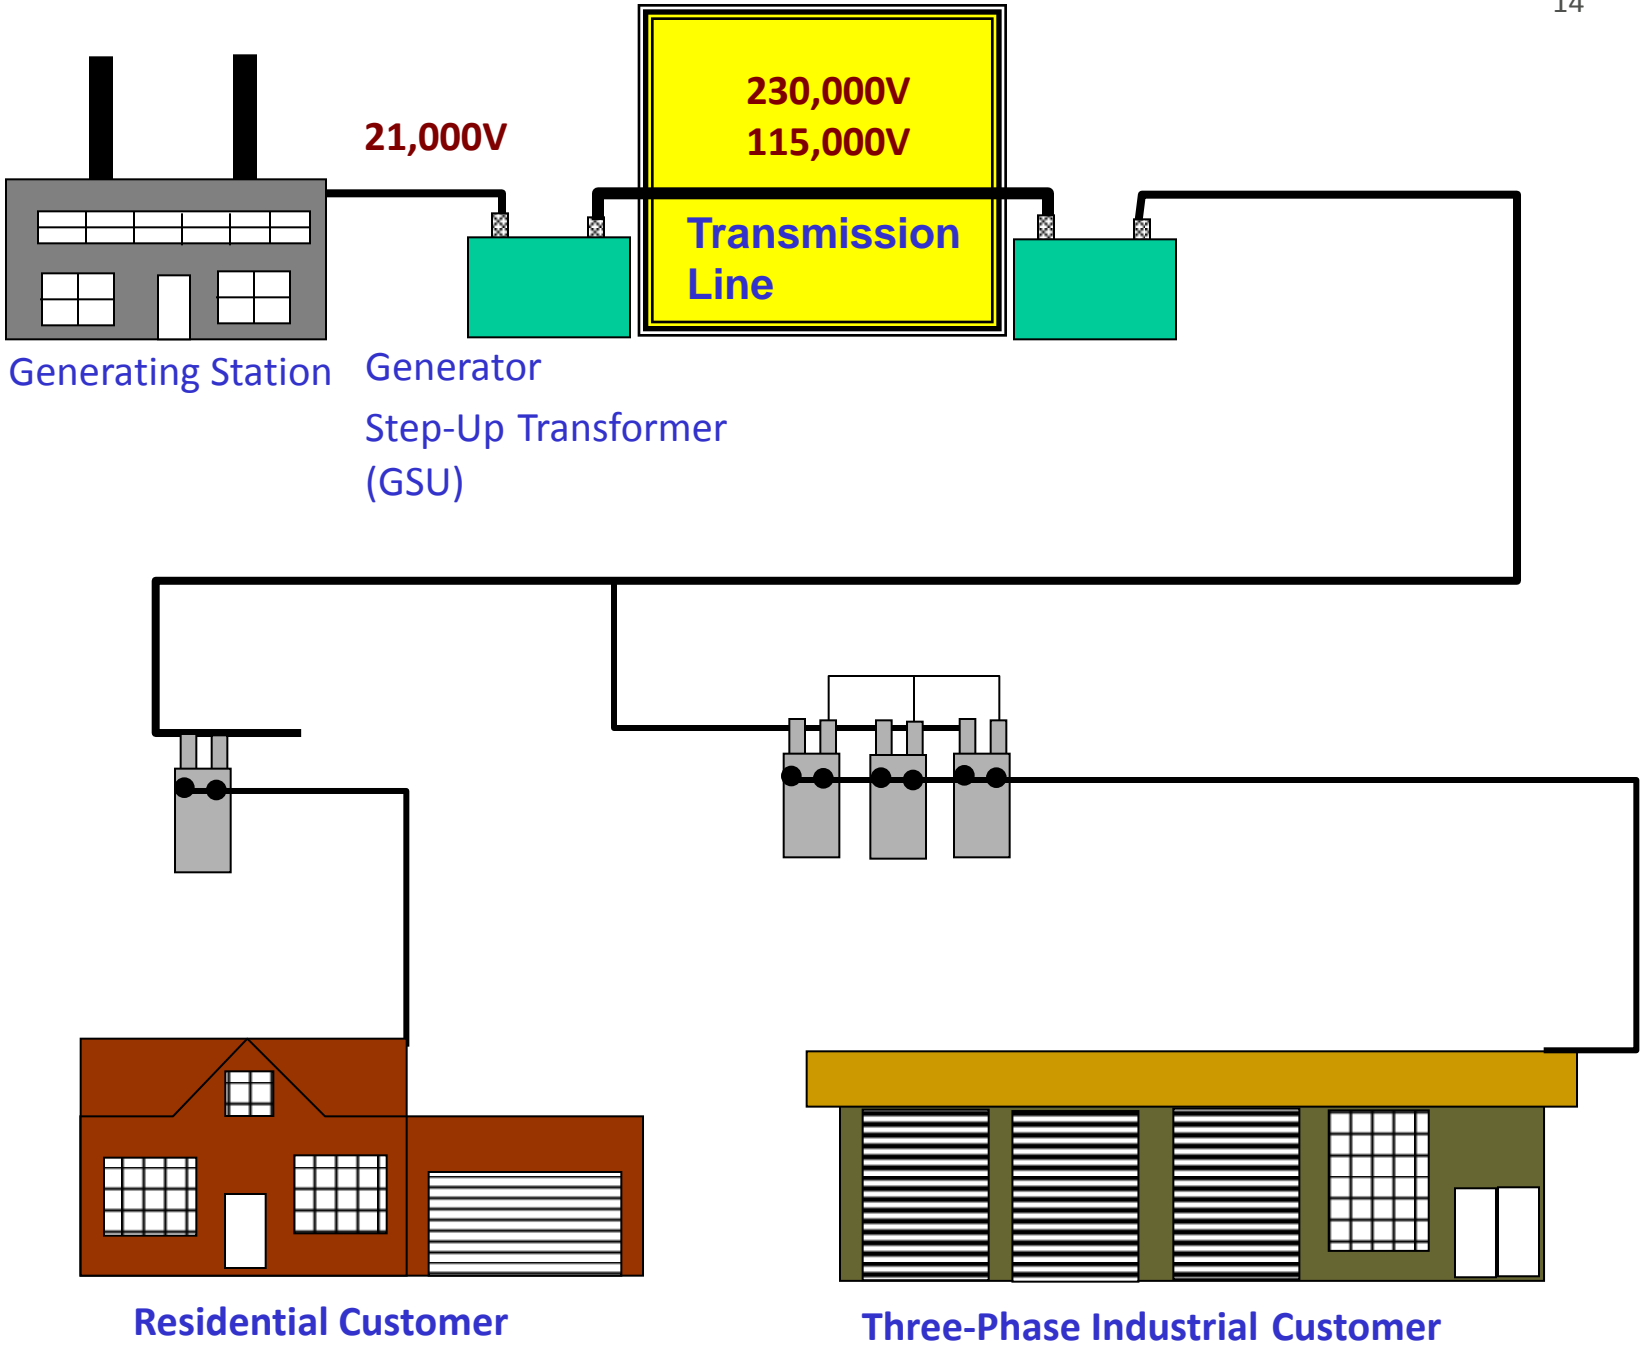 14
230,000V
115,000V
21,000V
Transmission
Line
Generating Station
Generator
Step-Up Transformer
(GSU)
Residential Customer
Three-Phase Industrial Customer